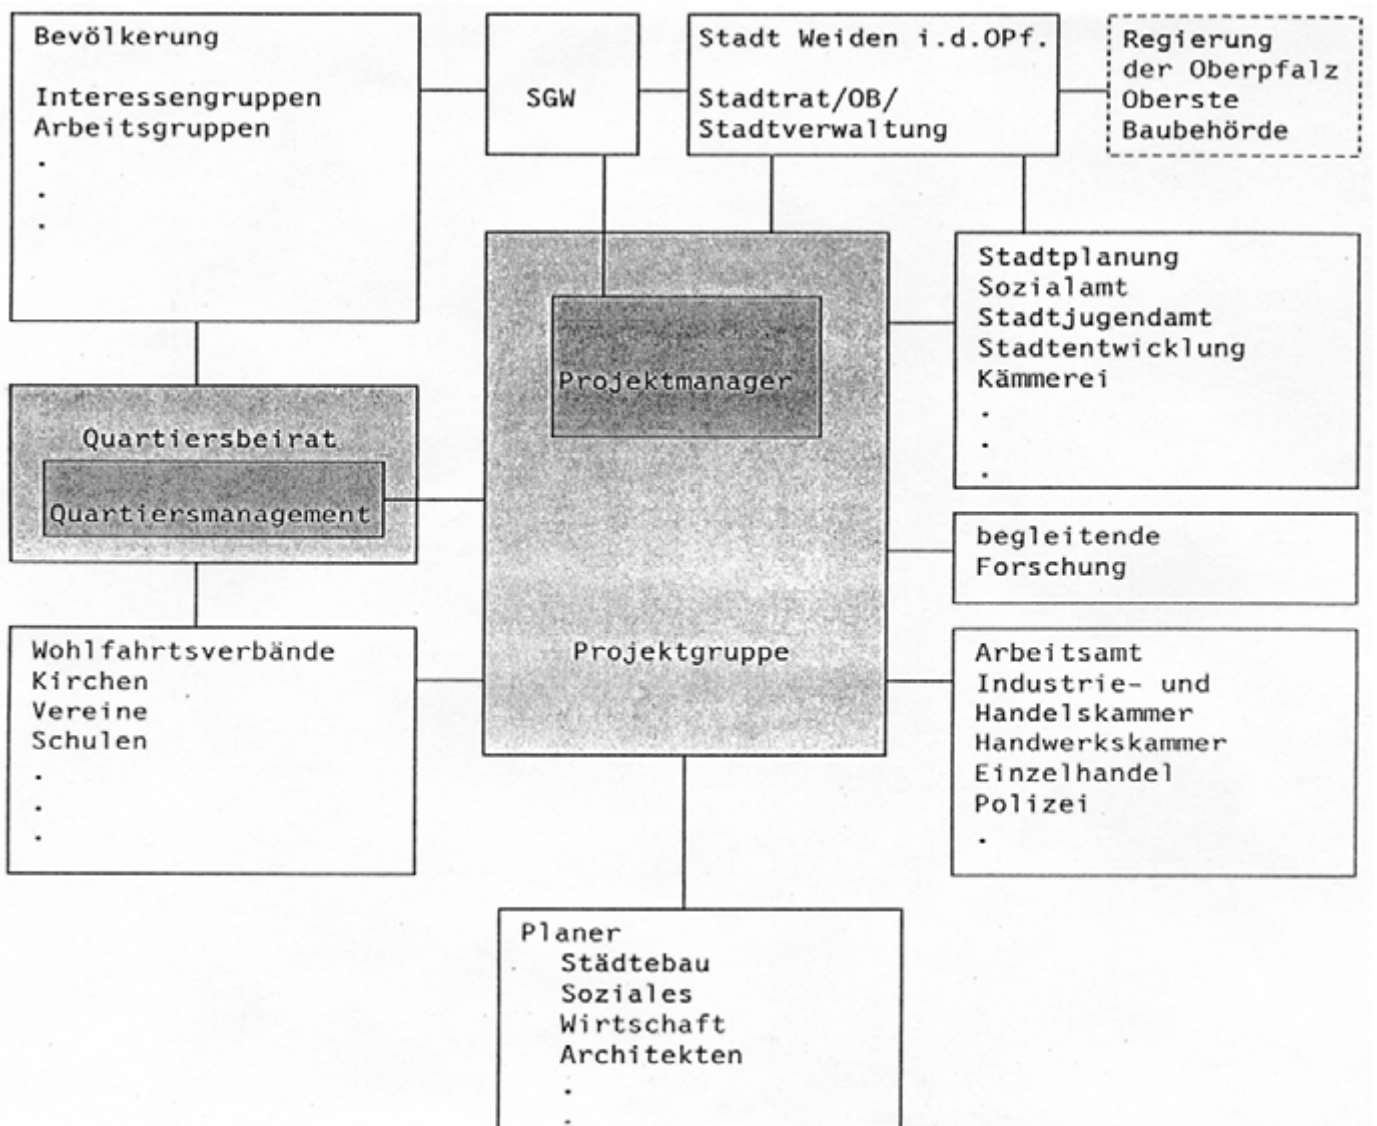 Bevölkerung
Interessengruppen
Arbeitsgruppen
.
.
.
SGW
Stadt Weiden i.d.OPf.
Stadtrat/OB/
Stadtverwaltung
Regierung
der Oberpfalz
Oberste
Baubehörde
Stadtplanung
Sozialamt
Stadtjugendamt
Stadtentwicklung
Kämmerei
.
.
.
Projektmanager
Quartiersbeirat
Quartiersmanagement
begleitende
Forschung
Projektgruppe
Wohlfahrtsverbände
Kirchen
Vereine
Schulen
.
.
.
Arbeitsamt
Industrie- und
Handelskammer
Handwerkskammer
Einzelhandel
Polizei
.
Planer
Städtebau
Soziales
Wirtschaft
Architekten
.
.